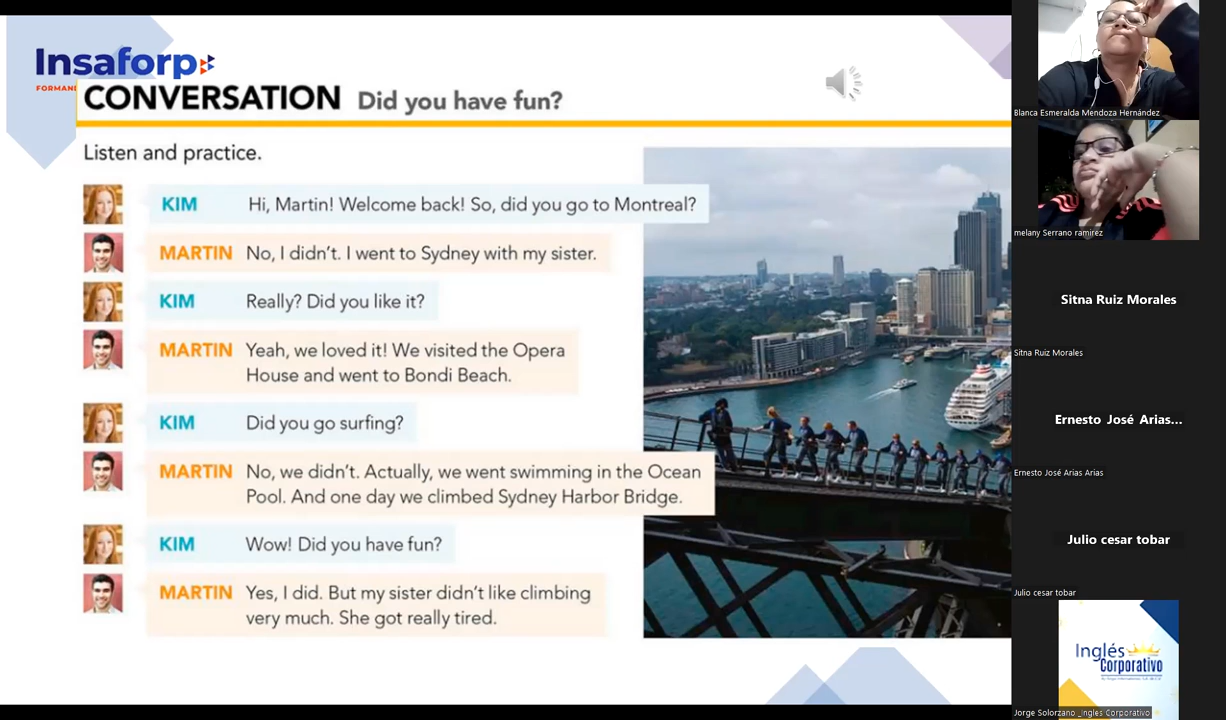 Insaforp
FORMAN
CONVERSATION Did you have fun?
Listen and practice.
KIM Hi, Martin! Welcome back! So, did you go to Montreal?
MARTIN No, I didn't. I went to Sydney with my sister.
KIM Really? Did you like it?
MARTIN Yeah, we loved it! We visited the Opera
House and went to Bondi Beach.
KIM Did you go surfing?
MARTIN No, we didn't. Actually, we went swimming in the Ocean
Pool. And one day we climbed Sydney Harbor Bridge.
KIM Wow! Did you have fun?
MARTIN Yes, I did. But my sister didn't like climbing
very much. She got really tired.
Blanca Esmeralda Mendoza Hernández
melany Serrano ramirez
Sitna Ruiz Morales
Sitna Ruiz Morales
Ernesto José Arias...
Ernesto José Arias Arias
Julio cesar tobar
Julio cesar tobar
Inglés
Corporativo
Jorge Solorzano _Ingles Corporativo